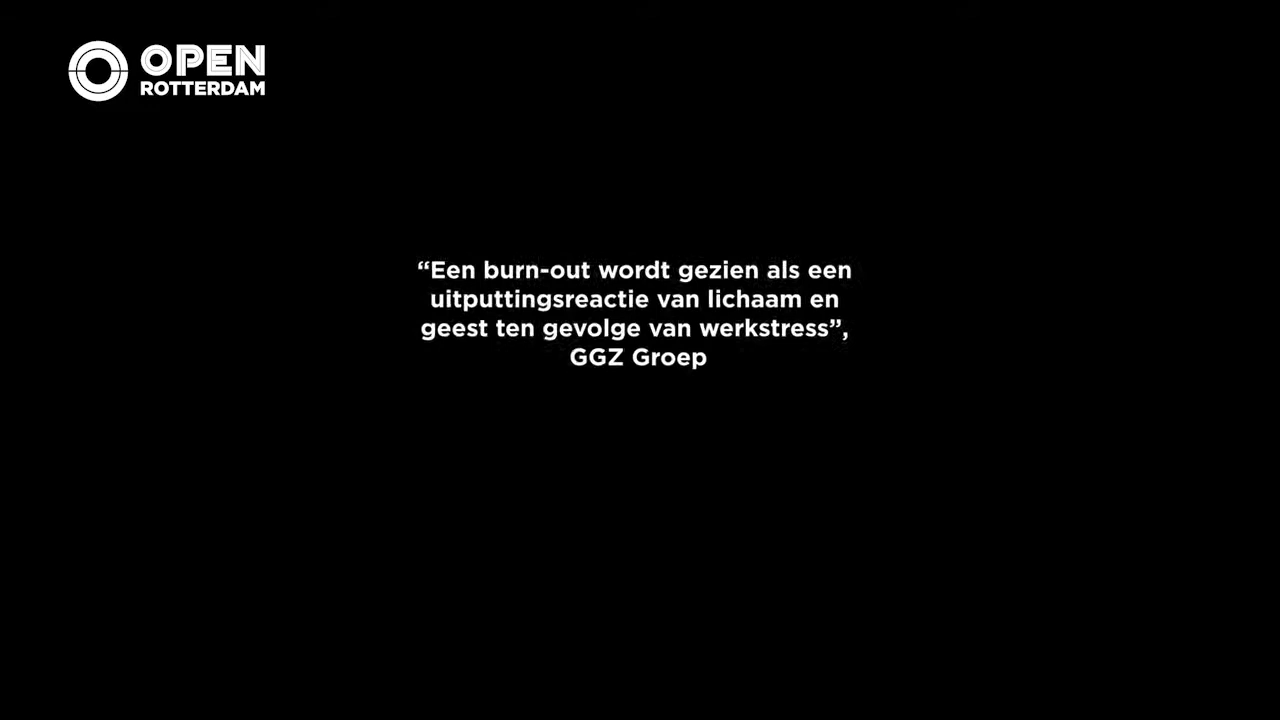 OPEN
ROTTERDAM
“Een burn-out wordt gezien als een
uitputtingsreactie van lichaam en
geest ten gevolge van werkstress”,
GGZ Groep